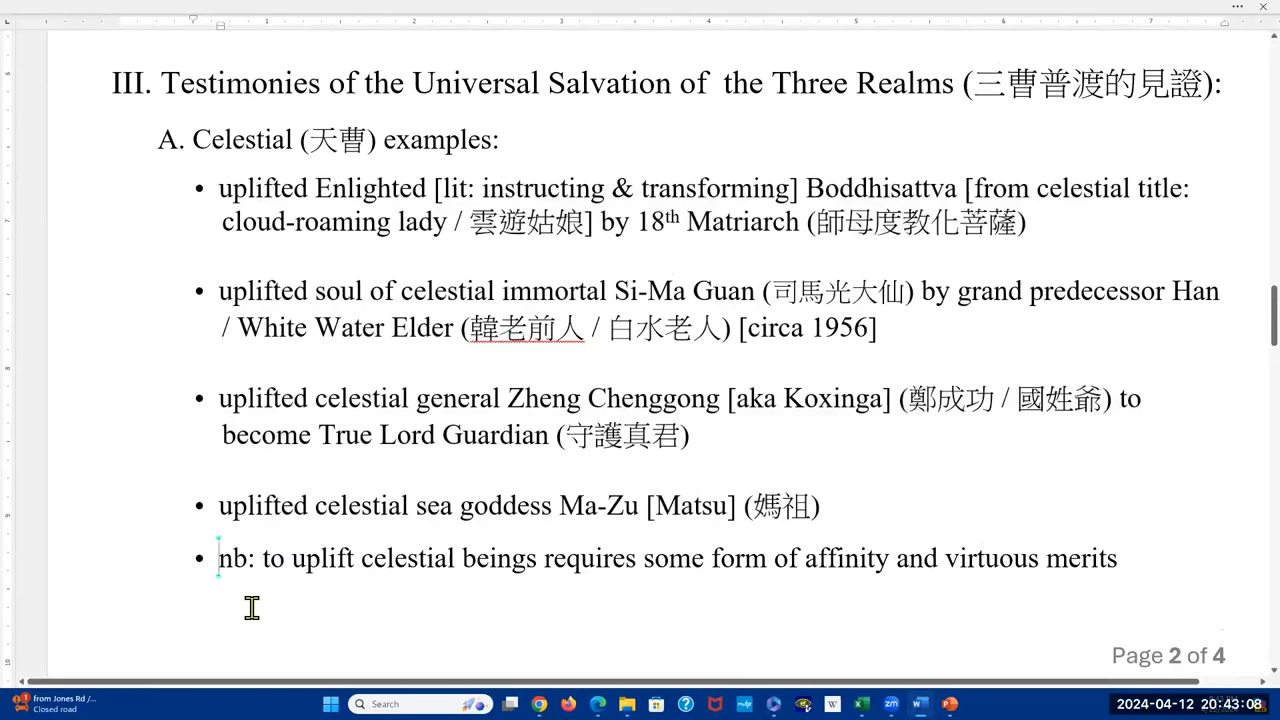 III. Testimonies of the Universal Salvation of the Three Realms (三曹普渡的見證):
A. Celestial (天曹) examples:
• uplifted Enlighted [lit: instructing & transforming] Boddhisattva [from celestial title:
cloud-roaming lady / 雲遊姑娘] by 18th Matriarch (師母度教化菩薩)
• uplifted soul of celestial immortal Si-Ma Guan (司馬光大仙) by grand predecessor Han
/ White Water Elder (韓老前人 / 白水老人) [circa 1956]
• uplifted celestial general Zheng Chenggong [aka Koxinga] (鄭成功 / 國姓爺) to
become True Lord Guardian (守護真君)
• uplifted celestial sea goddess Ma-Zu [Matsu] (媽祖)
• nb: to uplift celestial beings requires some form of affinity and virtuous merits
Page 2 of 4
from Jones Rd /...
Closed road
Search
2024-04-12 20:43:08